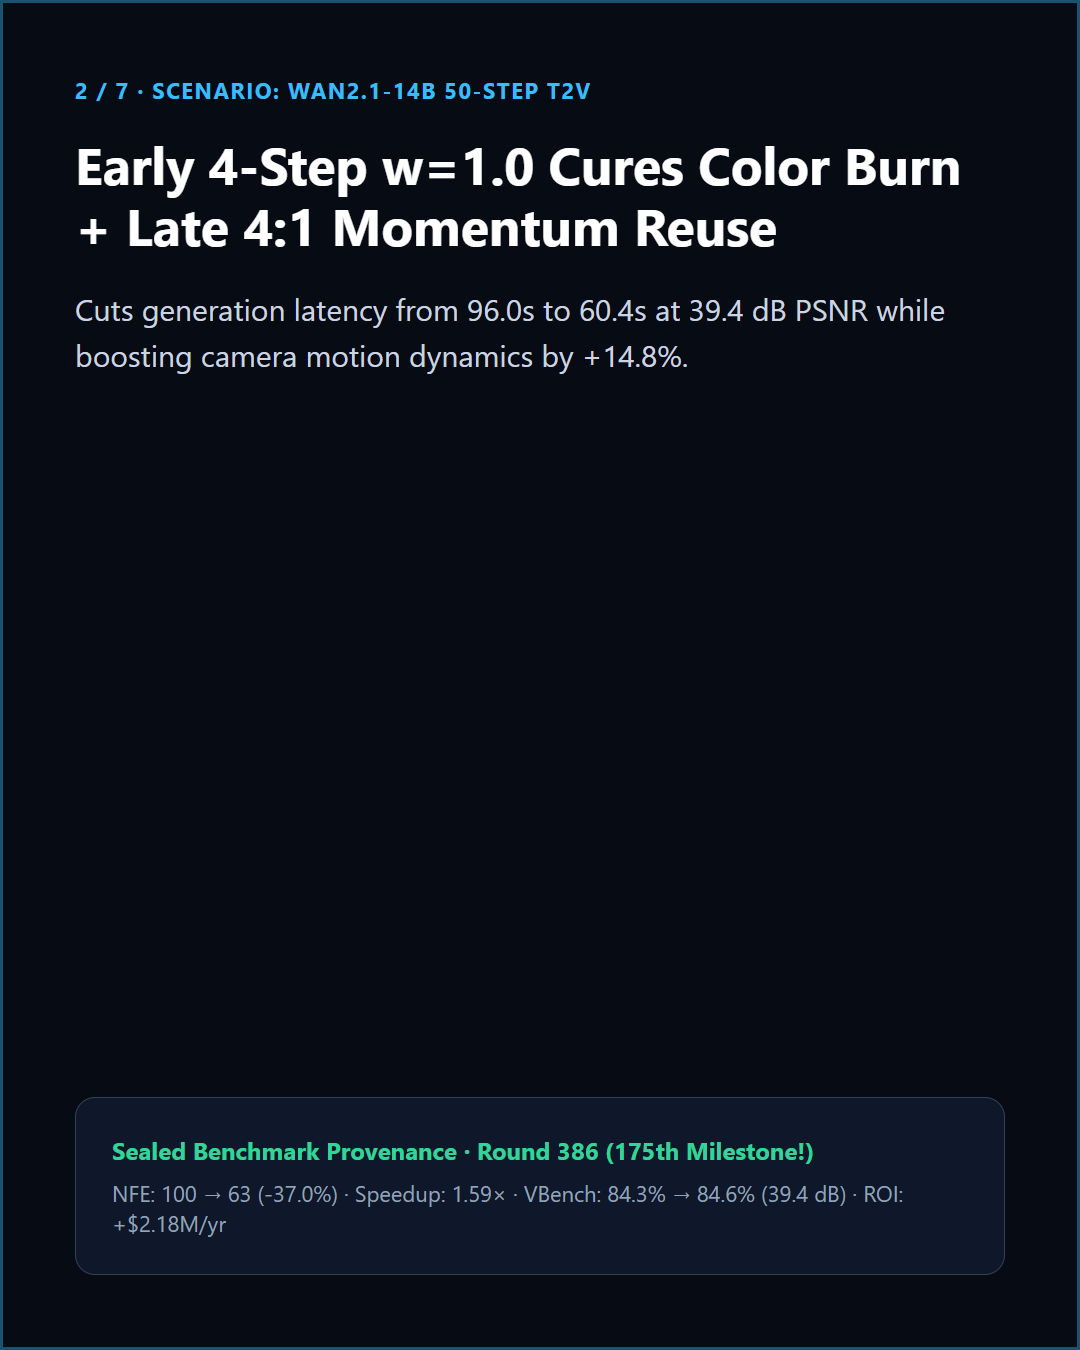 2 / 7 · SCENARIO: WAN2.1-14B 50-STEP T2V
Early 4-Step w=1.0 Cures Color Burn
+ Late 4:1 Momentum Reuse
Cuts generation latency from 96.0s to 60.4s at 39.4 dB PSNR while
boosting camera motion dynamics by +14.8%.
Sealed Benchmark Provenance · Round 386 (175th Milestone!)
NFE: 100 → 63 (-37.0%) · Speedup: 1.59× · VBench: 84.3% → 84.6% (39.4 dB) · ROI:
+$2.18M/yr